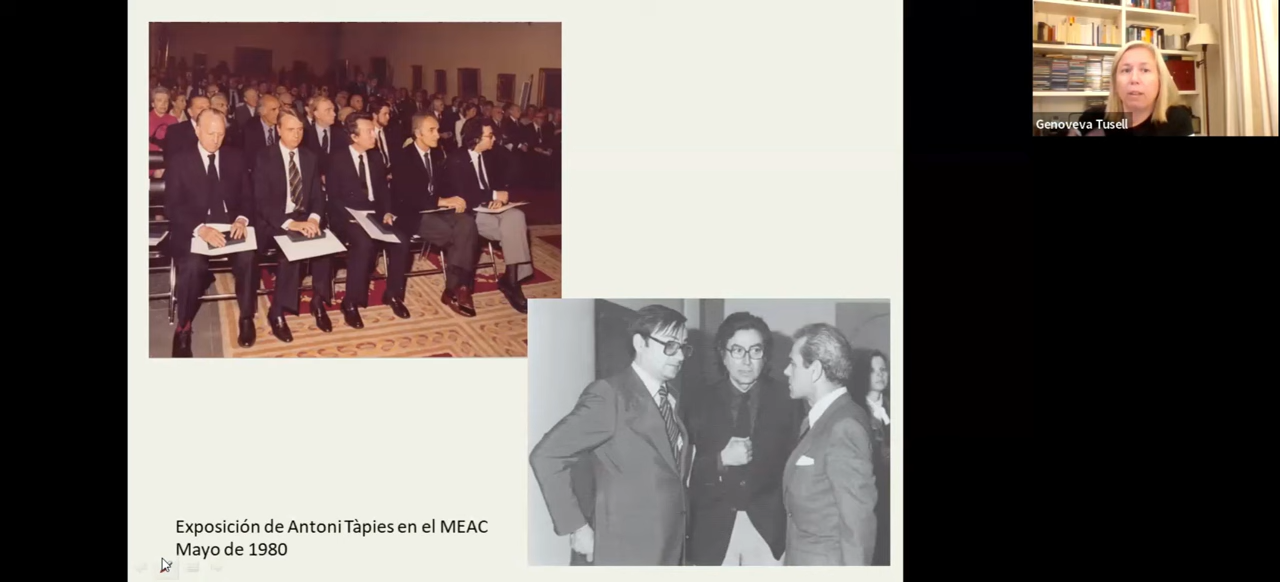 Genoveva Tusell
Exposición de Antoni Tàpies en el MEAC
Mayo de 1980